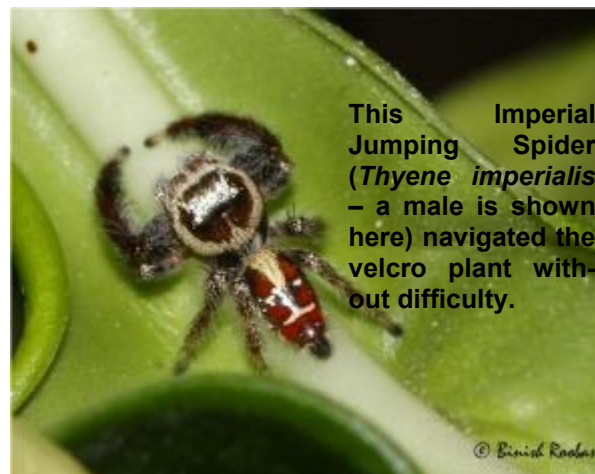 This Imperial
Jumping Spider
(Thyene imperialis
– a male is shown
here) navigated the
velcro plant with-
out difficulty.
© Binish Roobas